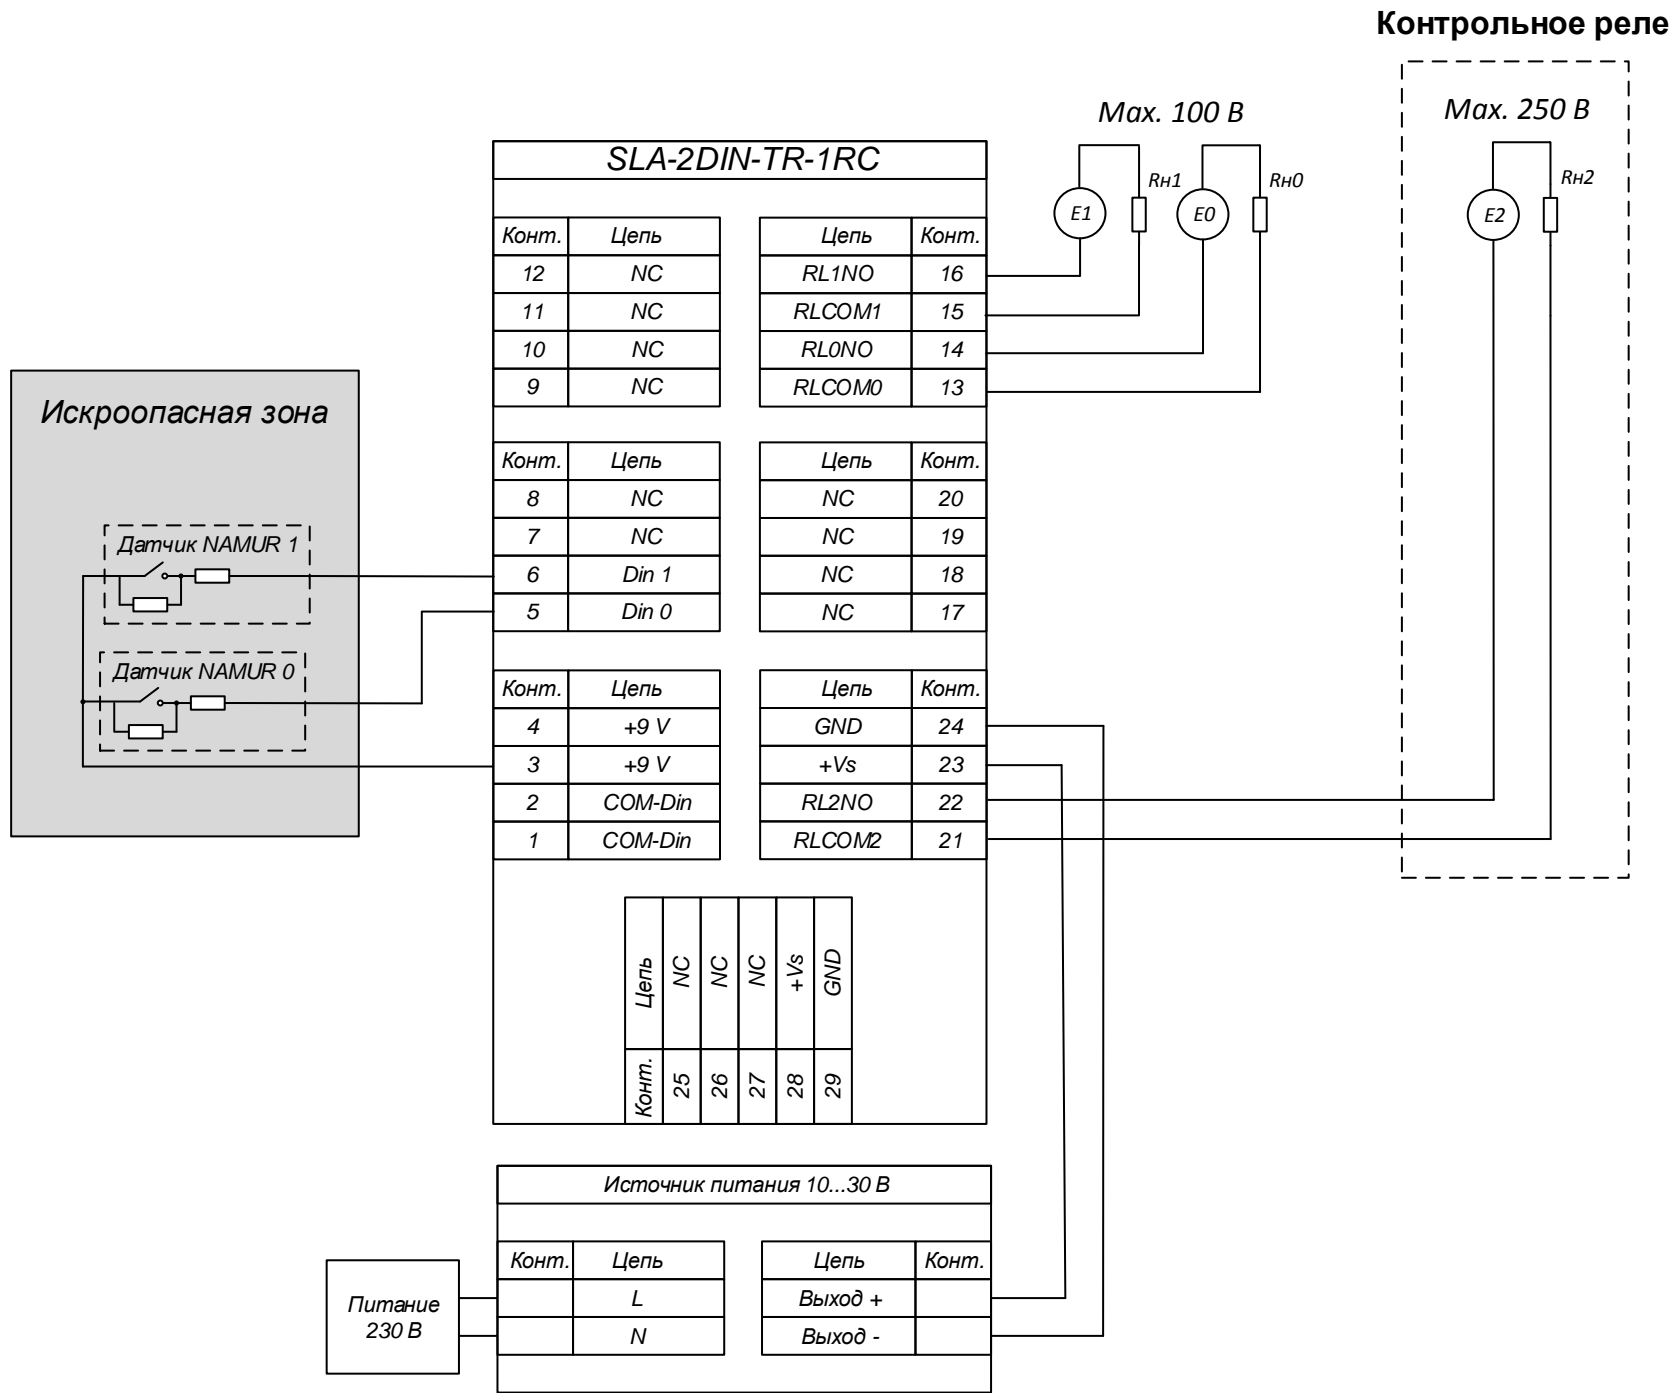 Контрольное реле
Max. 100 В
Max. 250 В
SLA-2DIN-TR-1RC
Rн1
Rн0
Rн2
E1
E0
E2
Конт. Цепь Цепь Конт.
12 NC RL1NO 16
11 NC RLCOM1 15
10 NC RL0NO 14
9 NC RLCOM0 13
Искроопасная зона
Конт. Цепь Цепь Конт.
8 NC NC 20
7 NC NC 19
6 Din 1 NC 18
5 Din 0 NC 17
Датчик NAMUR 1
Датчик NAMUR 0
Конт. Цепь Цепь Конт.
4 +9 V GND 24
3 +9 V +Vs 23
2 COM-Din RL2NO 22
1 COM-Din RLCOM2 21
Цепь NC NC NC +Vs GND
Конт. 25 26 27 28 29
Источник питания 10...30 В
Конт. Цепь Цепь Конт.
L Выход +
N Выход -
Питание
230 В